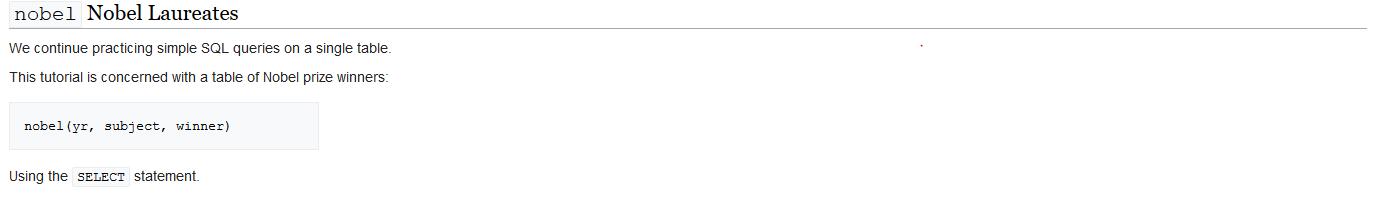 nobel Nobel Laureates
We continue practicing simple SQL queries on a single table.
This tutorial is concerned with a table of Nobel prize winners:
nobel(yr, subject, winner)
Using the SELECT statement.